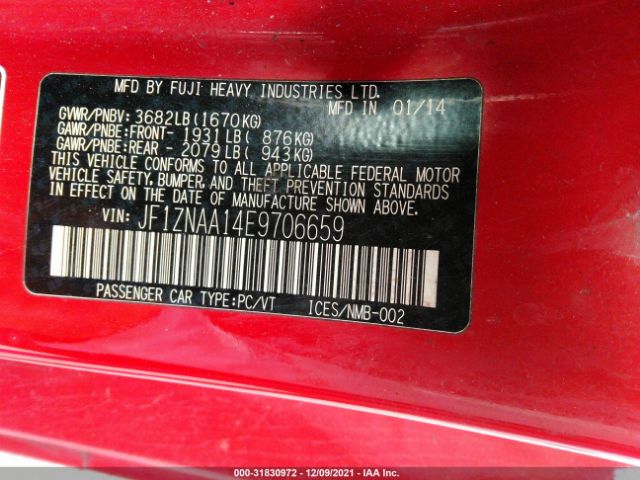 MFD BY FUJI HEAVY INDUSTRIES LTD.
MFD IN 01/14
GVWR/PNBV: 3682LB(1670KG)
GAWR/PNBE:FRONT- 1931LB( 876KG)
GAWR/PNBE:REAR - 2079LB( 943KG)
THIS VEHICLE CONFORMS TO ALL APPLICABLE FEDERAL MOTOR
VEHICLE SAFETY, BUMPER, AND THEFT PREVENTION STANDARDS
IN EFFECT ON THE DATE OF MANUFACTURE SHOWN ABOVE.
VIN: JF1ZNAA14E9706659
PASSENGER CAR TYPE:PC/VT ICES/NMB-002
000-31830972 - 12/09/2021 - IAA Inc.